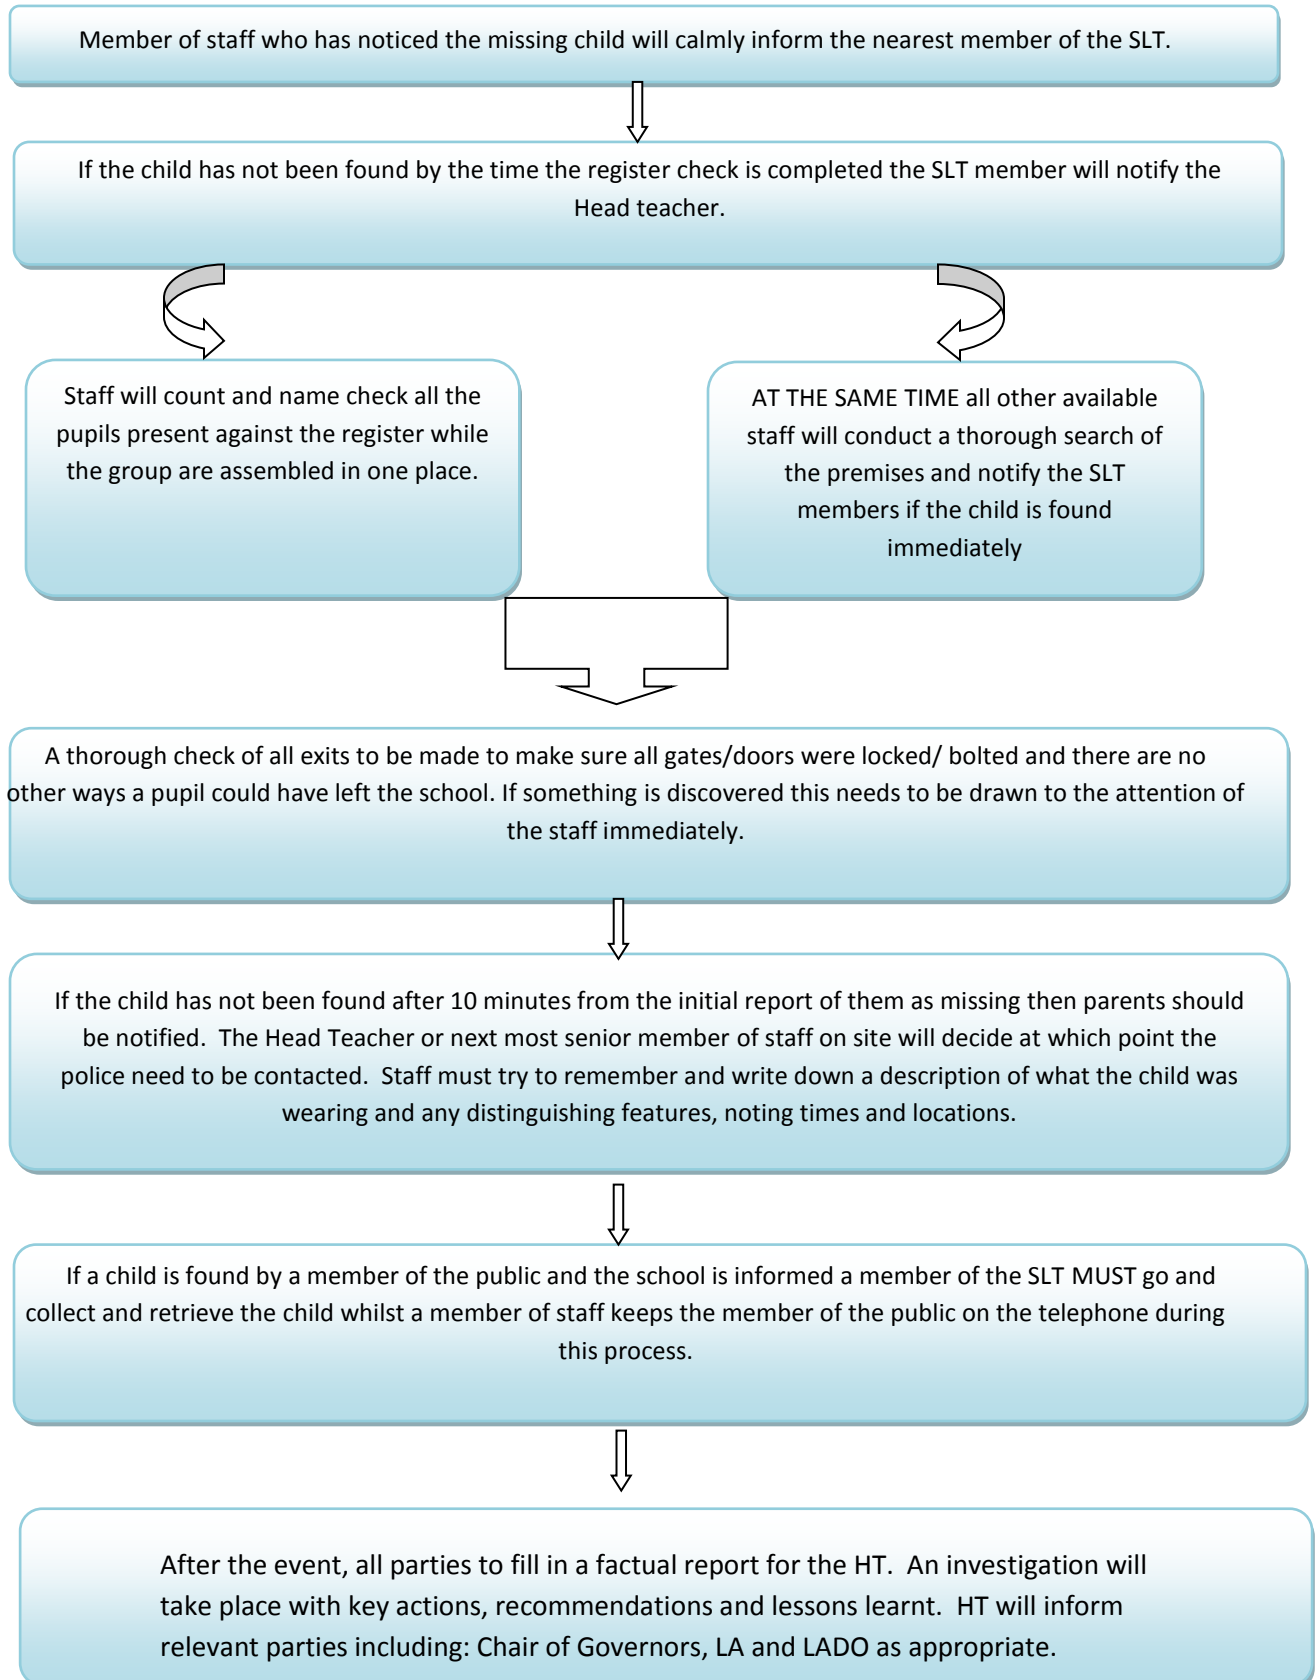 Member of staff who has noticed the missing child will calmly inform the nearest member of the SLT.
If the child has not been found by the time the register check is completed the SLT member will notify the
Head teacher.
Staff will count and name check all the
pupils present against the register while
the group are assembled in one place.
AT THE SAME TIME all other available
staff will conduct a thorough search of
the premises and notify the SLT
members if the child is found
immediately
A thorough check of all exits to be made to make sure all gates/doors were locked/ bolted and there are no
other ways a pupil could have left the school. If something is discovered this needs to be drawn to the attention of
the staff immediately.
If the child has not been found after 10 minutes from the initial report of them as missing then parents should
be notified. The Head Teacher or next most senior member of staff on site will decide at which point the
police need to be contacted. Staff must try to remember and write down a description of what the child was
wearing and any distinguishing features, noting times and locations.
If a child is found by a member of the public and the school is informed a member of the SLT MUST go and
collect and retrieve the child whilst a member of staff keeps the member of the public on the telephone during
this process.
After the event, all parties to fill in a factual report for the HT. An investigation will
take place with key actions, recommendations and lessons learnt. HT will inform
relevant parties including: Chair of Governors, LA and LADO as appropriate.